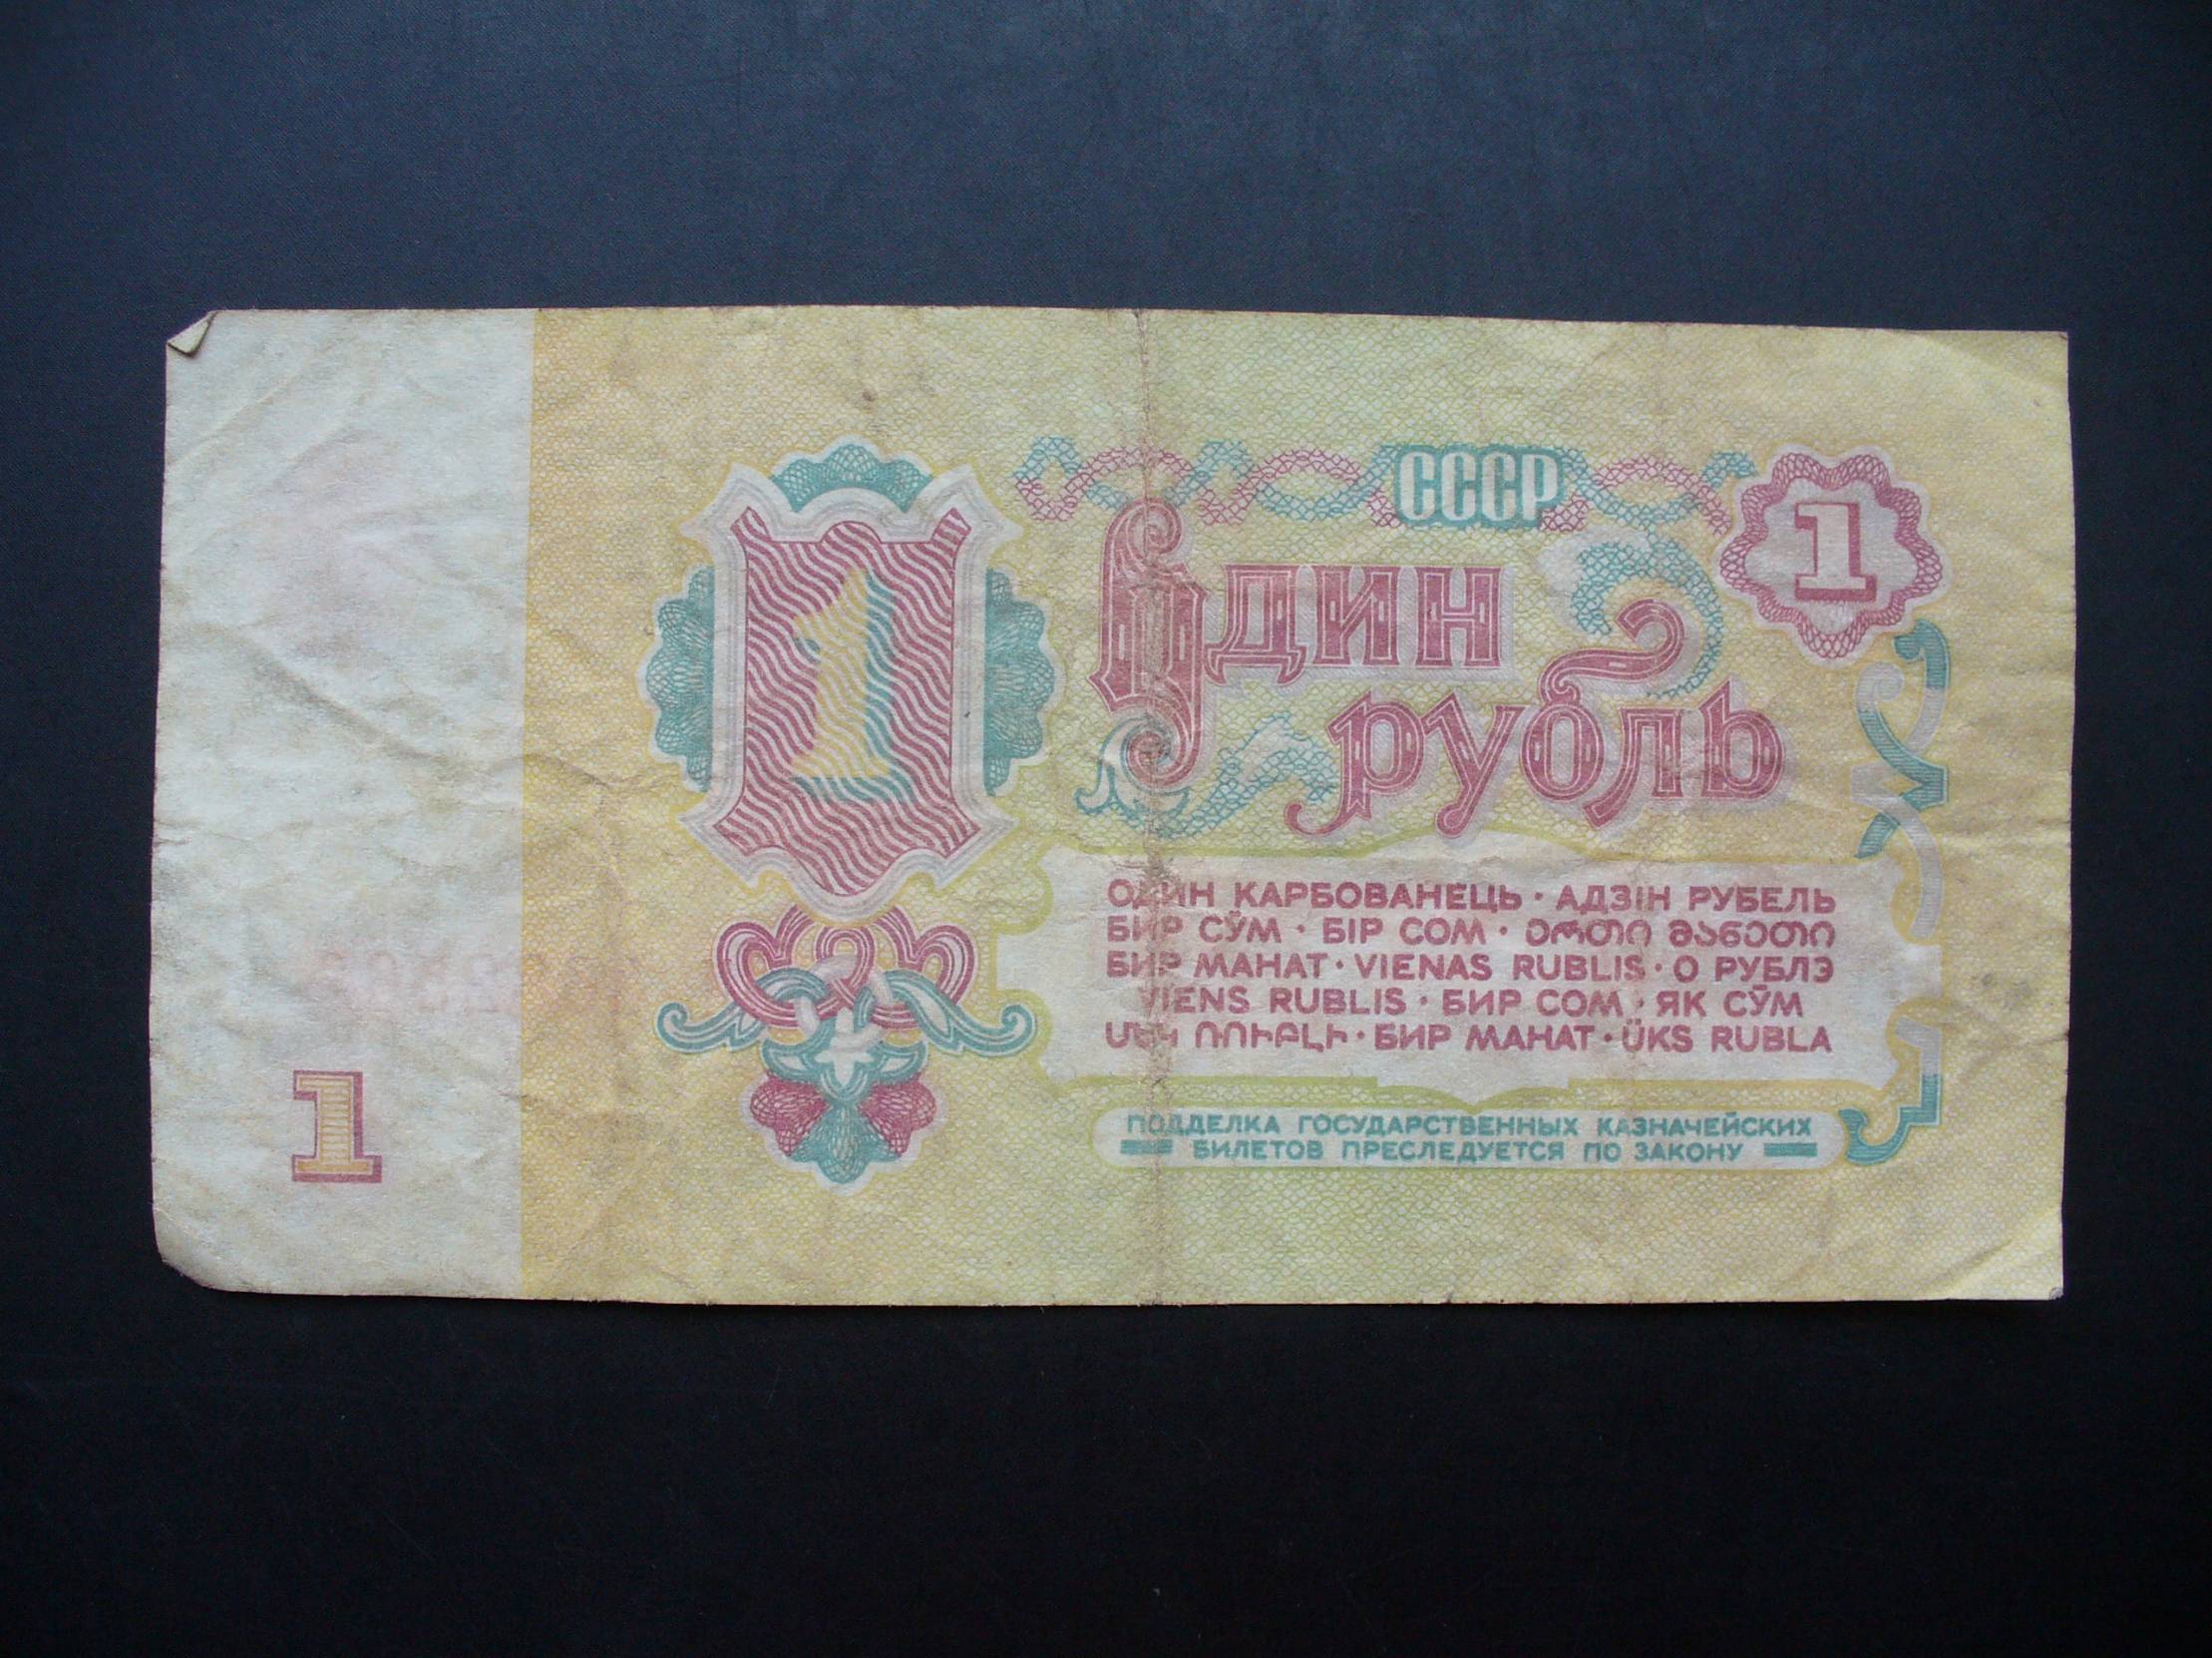 СССР
1
1
Один
рубль
ОДИН КАРБОВАНЕЦЬ · АДЗІН РУБЕЛЬ
БИР СЎМ · БІР СОМ · ᲔᲠᲗᲘ ᲛᲐᲜᲔᲗᲘ
БИР МАНАТ · VIENAS RUBLIS · О РУБЛЭ
VIENS RUBLIS · БИР СОМ · ЯК СӮМ
ՄԵԿ ՌՈՒԲԼԻ · БИР МАНАТ · ÜKS RUBLA
ПОДДЕЛКА ГОСУДАРСТВЕННЫХ КАЗНАЧЕЙСКИХ
БИЛЕТОВ ПРЕСЛЕДУЕТСЯ ПО ЗАКОНУ
1